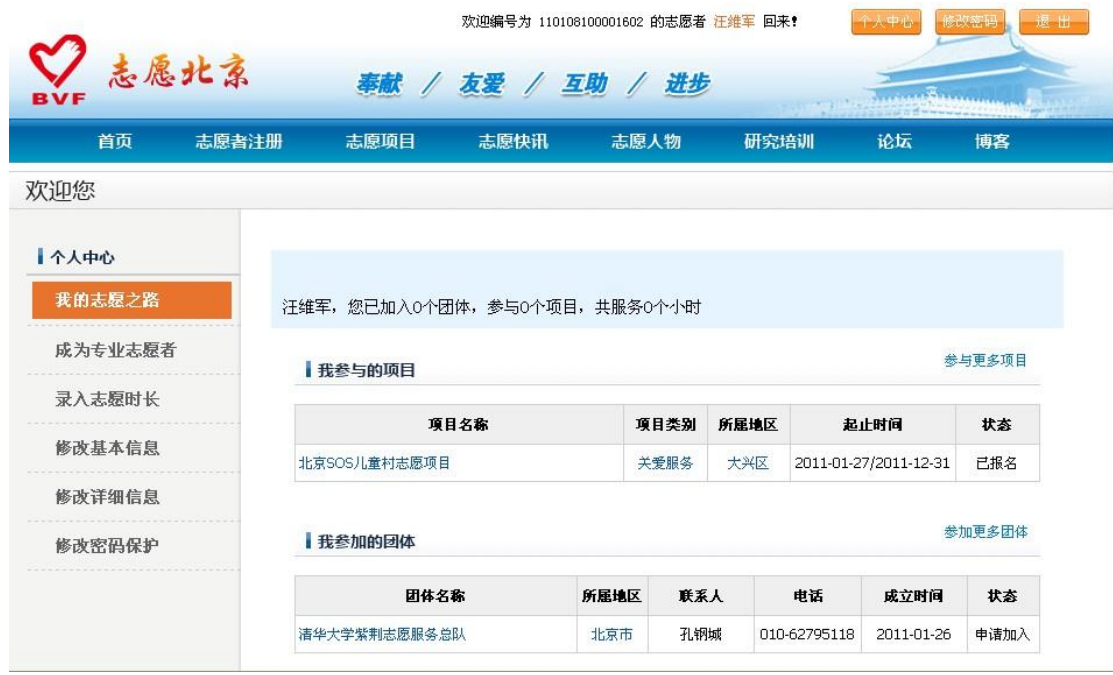 欢迎编号为 110108100001602 的志愿者 汪维军 回来！ 个人中心 修改密码 退 出
BVF 志愿北京
奉献 / 友爱 / 互助 / 进步
首页 志愿者注册 志愿项目 志愿快讯 志愿人物 研究培训 论坛 博客
欢迎您
个人中心
我的志愿之路
成为专业志愿者
录入志愿时长
修改基本信息
修改详细信息
修改密码保护
汪维军，您已加入0个团体，参与0个项目，共服务0个小时
我参与的项目 参与更多项目
项目名称 项目类别 所属地区 起止时间 状态
北京SOS儿童村志愿项目 关爱服务 大兴区 2011-01-27/2011-12-31 已报名
我参加的团体 参加更多团体
团体名称 所属地区 联系人 电话 成立时间 状态
清华大学紫荆志愿服务总队 北京市 孔钢城 010-62795118 2011-01-26 申请加入